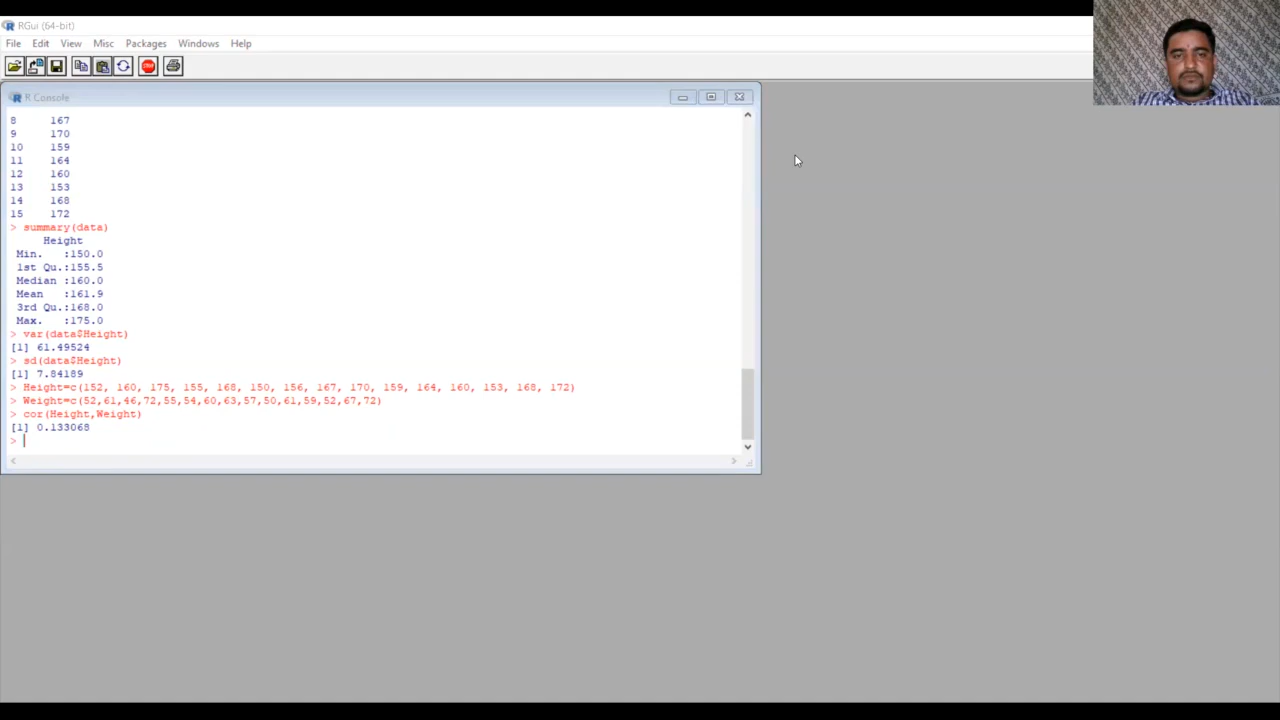 RGui (64-bit)
File Edit View Misc Packages Windows Help
STOP
R Console
8 167
9 170
10 159
11 164
12 160
13 153
14 168
15 172
> summary(data)
Height
Min. :150.0
1st Qu.:155.5
Median :160.0
Mean :161.9
3rd Qu.:168.0
Max. :175.0
> var(data$Height)
[1] 61.49524
> sd(data$Height)
[1] 7.84189
> Height=c(152, 160, 175, 155, 168, 150, 156, 167, 170, 159, 164, 160, 153, 168, 172)
> Weight=c(52,61,46,72,55,54,60,63,57,50,61,59,52,67,72)
> cor(Height,Weight)
[1] 0.133068
>